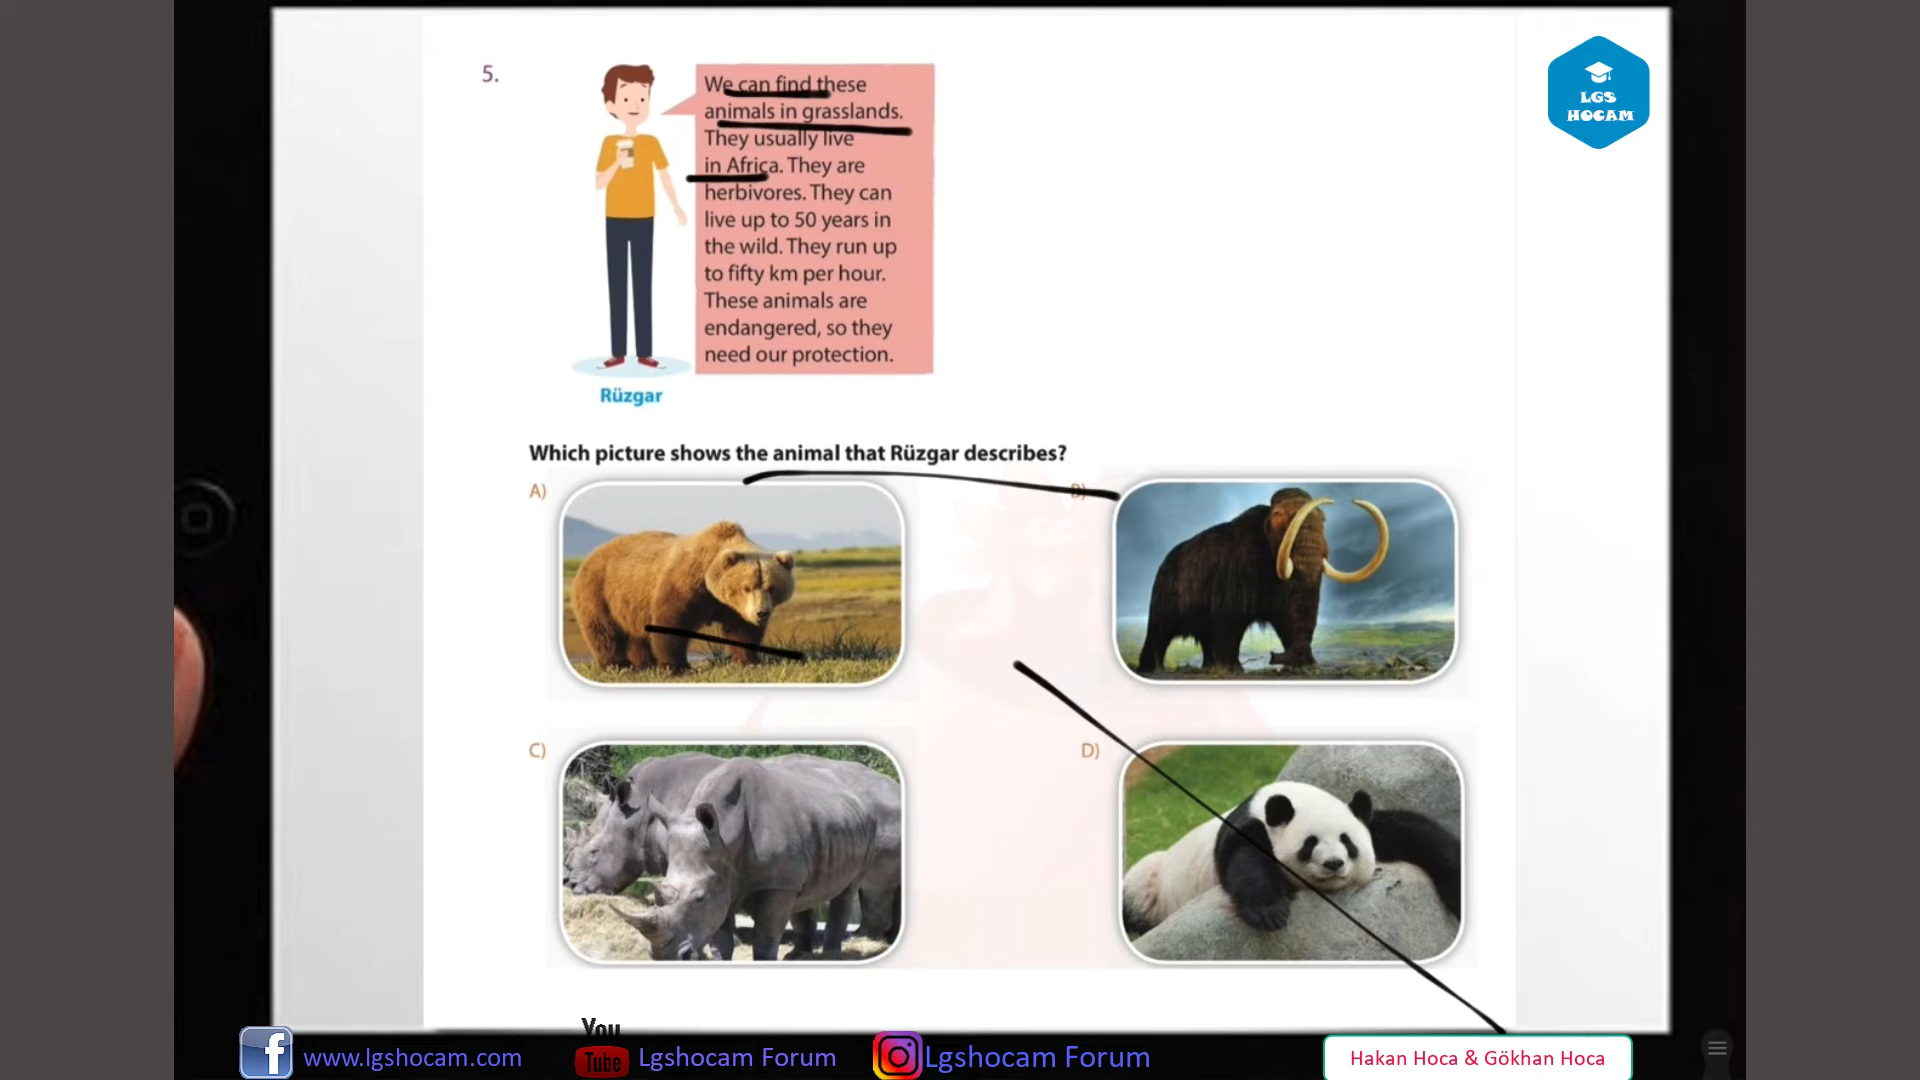 5.
We can find these
animals in grasslands.
They usually live
in Africa. They are
herbivores. They can
live up to 50 years in
the wild. They run up
to fifty km per hour.
These animals are
endangered, so they
need our protection.
Rüzgar
LGS
HOCAM
Which picture shows the animal that Rüzgar describes?
A)
B)
C)
D)
www.lgshocam.com
You
Tube
Lgshocam Forum
Lgshocam Forum
Hakan Hoca & Gökhan Hoca